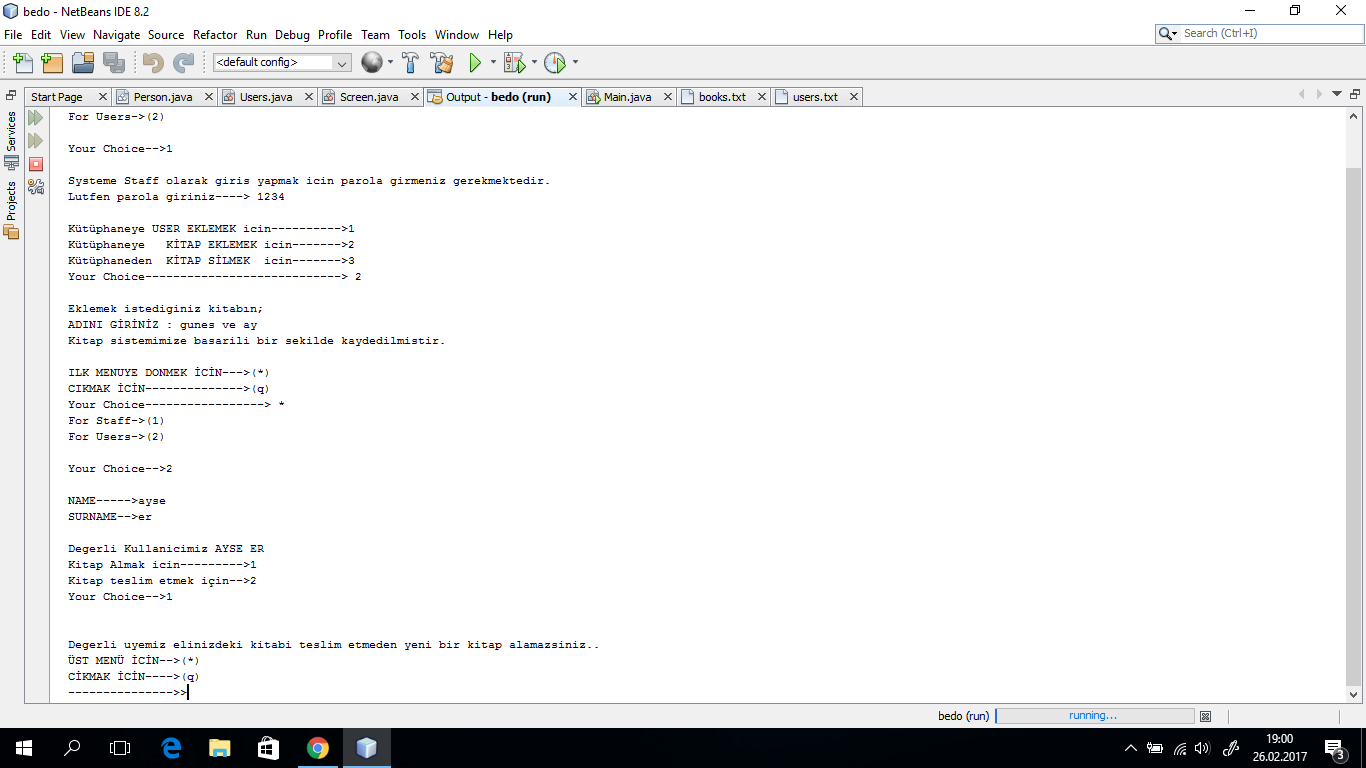 bedo - NetBeans IDE 8.2
File Edit View Navigate Source Refactor Run Debug Profile Team Tools Window Help
Search (Ctrl+I)
<default config>
Start Page Person.java Users.java Screen.java Output - bedo (run) Main.java books.txt users.txt
Services
Projects
For Users->(2)
Your Choice-->1
Systeme Staff olarak giris yapmak icin parola girmeniz gerekmektedir.
Lutfen parola giriniz----> 1234
Kütüphaneye USER EKLEMEK icin---------->1
Kütüphaneye   KİTAP EKLEMEK icin------->2
Kütüphaneden  KİTAP SİLMEK  icin------->3
Your Choice----------------------------> 2
Eklemek istediginiz kitabın;
ADINI GİRİNİZ : gunes ve ay
Kitap sistemimize basarili bir sekilde kaydedilmistir.
ILK MENUYE DONMEK İCİN--->(*)
CIKMAK İCİN-------------->(q)
Your Choice-----------------> *
For Staff->(1)
For Users->(2)
Your Choice-->2
NAME----->ayse
SURNAME-->er
Degerli Kullanicimiz AYSE ER
Kitap Almak icin--------->1
Kitap teslim etmek için-->2
Your Choice-->1
Degerli uyemiz elinizdeki kitabi teslim etmeden yeni bir kitap alamazsiniz..
ÜST MENÜ İCİN-->(*)
CİKMAK İCİN---->(q)
--------------->>
bedo (run) running...
19:00
26.02.2017
3